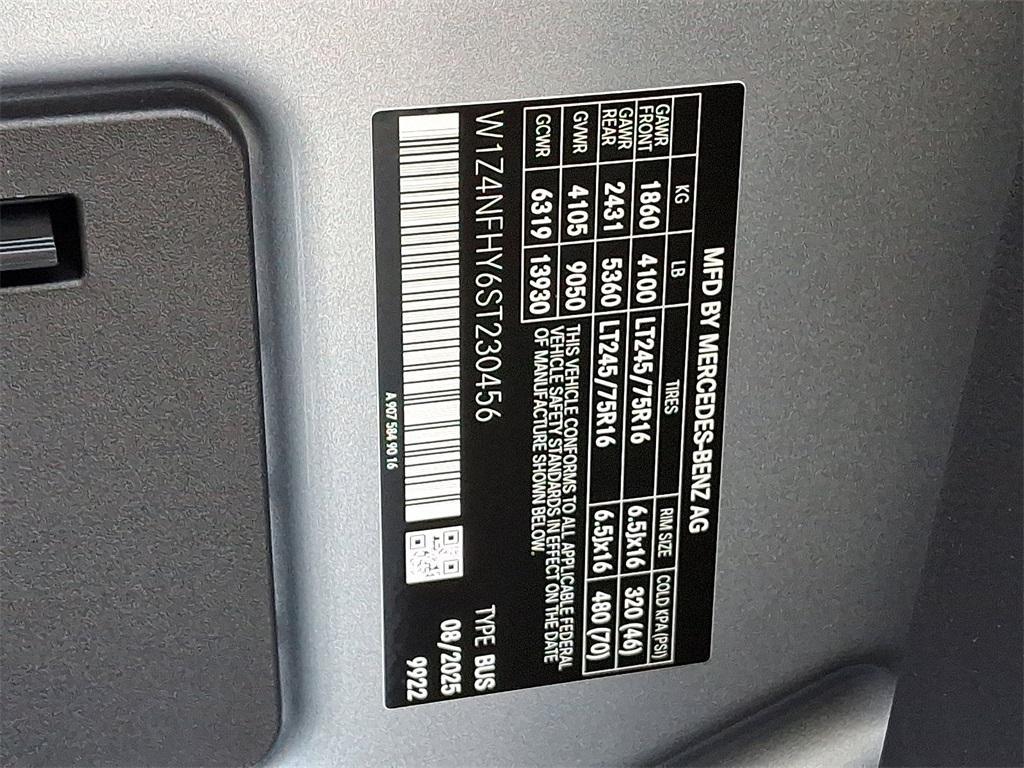 MFD BY MERCEDES-BENZ AG
KG LB TIRES RIM SIZE COLD KPA (PSI)
GAWR FRONT 1860 4100 LT245/75R16 6.5Jx16 320 (46)
GAWR REAR 2431 5360 LT245/75R16 6.5Jx16 480 (70)
GVWR 4105 9050
GCWR 6319 13930
THIS VEHICLE CONFORMS TO ALL APPLICABLE FEDERAL
VEHICLE SAFETY STANDARDS IN EFFECT ON THE DATE
OF MANUFACTURE SHOWN BELOW.
W1Z4NFHY6ST230456
TYPE BUS
08/2025
9922
A 907 584 90 16